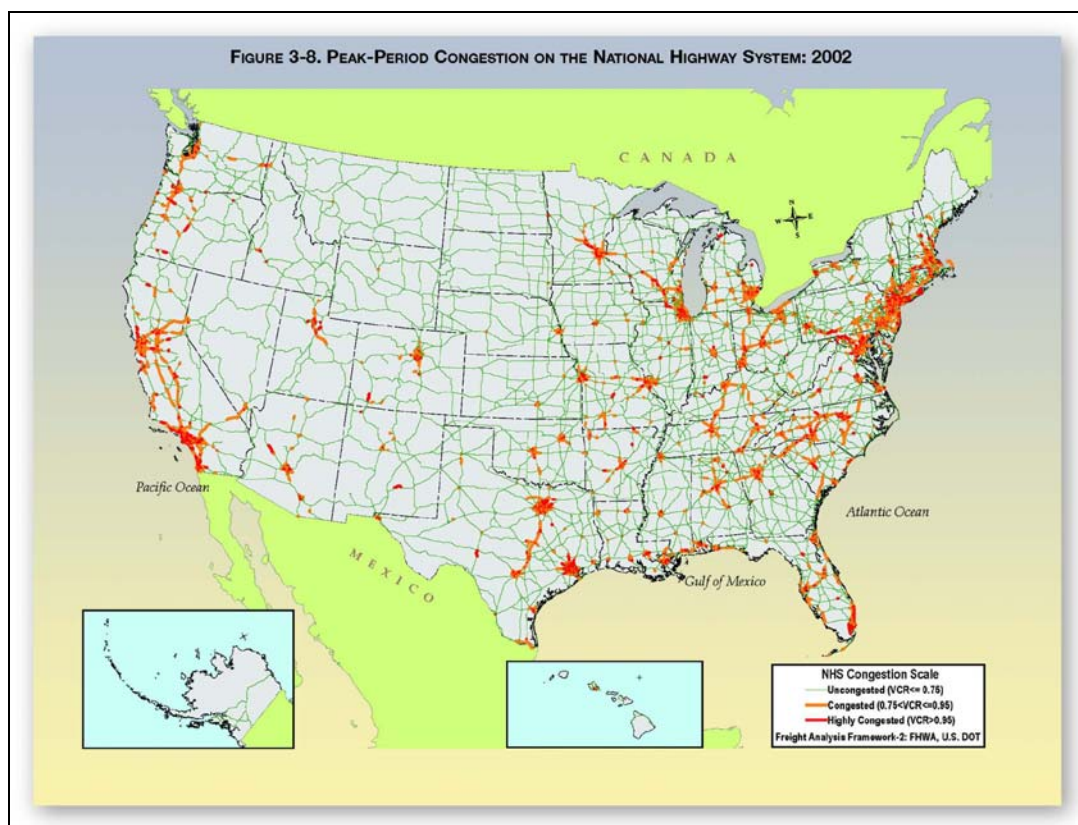 FIGURE 3-8. PEAK-PERIOD CONGESTION ON THE NATIONAL HIGHWAY SYSTEM: 2002
CANADA
N
W E
S
Pacific Ocean
Atlantic Ocean
MEXICO
Gulf of Mexico
NHS Congestion Scale
Uncongested (VCR<= 0.75)
Congested (0.75<VCR<=0.95)
Highly Congested (VCR>0.95)
Freight Analysis Framework-2: FHWA, U.S. DOT